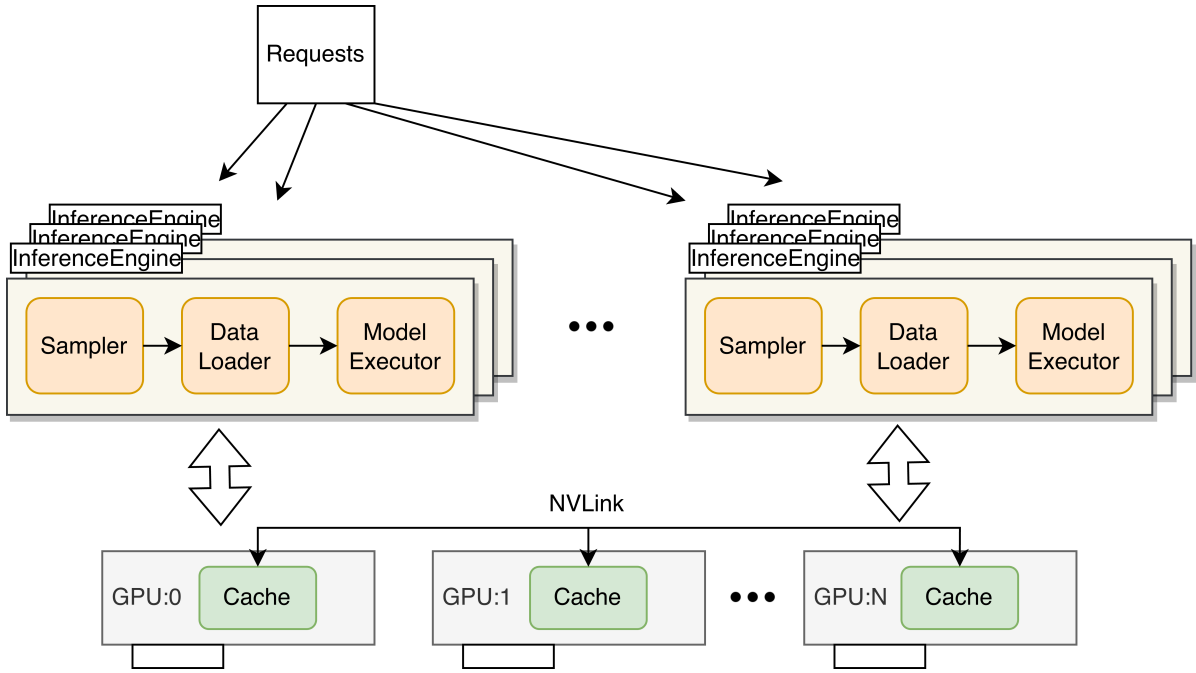 Requests
InferenceEngine
InferenceEngine
InferenceEngine
Sampler
Data
Loader
Model
Executor
InferenceEngine
InferenceEngine
InferenceEngine
Sampler
Data
Loader
Model
Executor
NVLink
GPU:0
Cache
GPU:1
Cache
GPU:N
Cache